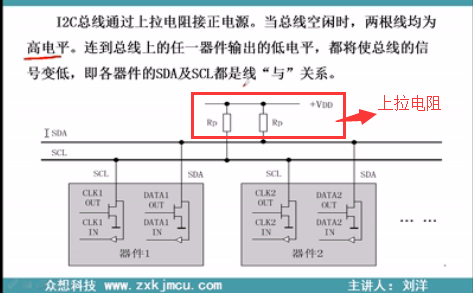 I2C总线通过上拉电阻接正电源。当总线空闲时，两根线均为
高电平。连到总线上的任一器件输出的低电平，都将使总线的信
号变低，即各器件的SDA及SCL都是线“与”关系。
+VDD
上拉电阻
Rp
Rp
SDA
SCL
SCL
SDA
SCL
SDA
CLK1
OUT
DATA1
OUT
CLK1
IN
DATA1
IN
器件1
CLK2
OUT
DATA2
OUT
CLK2
IN
DATA2
IN
器件2
... ...
众想科技 www.zxkjmcu.com
主讲人：刘洋